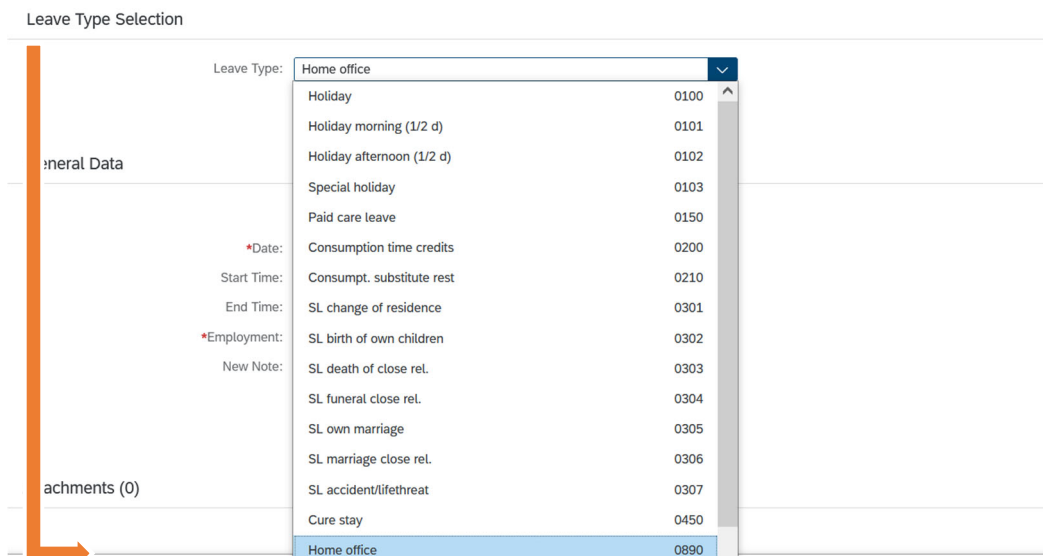 Leave Type Selection
Leave Type: Home office
Holiday 0100
Holiday morning (1/2 d) 0101
Holiday afternoon (1/2 d) 0102
eneral Data
Special holiday 0103
Paid care leave 0150
*Date: Consumption time credits 0200
Start Time: Consumpt. substitute rest 0210
End Time: SL change of residence 0301
*Employment: SL birth of own children 0302
New Note: SL death of close rel. 0303
SL funeral close rel. 0304
SL own marriage 0305
SL marriage close rel. 0306
achments (0) SL accident/lifethreat 0307
Cure stay 0450
Home office 0890